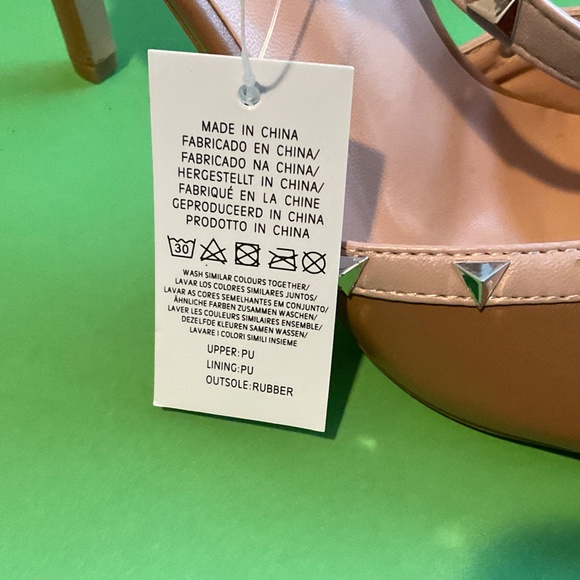 MADE IN CHINA
FABRICADO EN CHINA/
FABRICADO NA CHINA/
HERGESTELLT IN CHINA/
FABRIQUÉ EN LA CHINE
GEPRODUCEERD IN CHINA
PRODOTTO IN CHINA
30
WASH SIMILAR COLOURS TOGETHER/
LAVAR LOS COLORES SIMILARES JUNTOS/
LAVAR AS CORES SEMELHANTES EM CONJUNTO/
ÄHNLICHE FARBEN ZUSAMMEN WASCHEN/
LAVER LES COULEURS SIMILAIRES ENSEMBLE/
DEZELFDE KLEUREN SAMEN WASSEN/
LAVARE I COLORI SIMILI INSIEME
UPPER:PU
LINING:PU
OUTSOLE:RUBBER